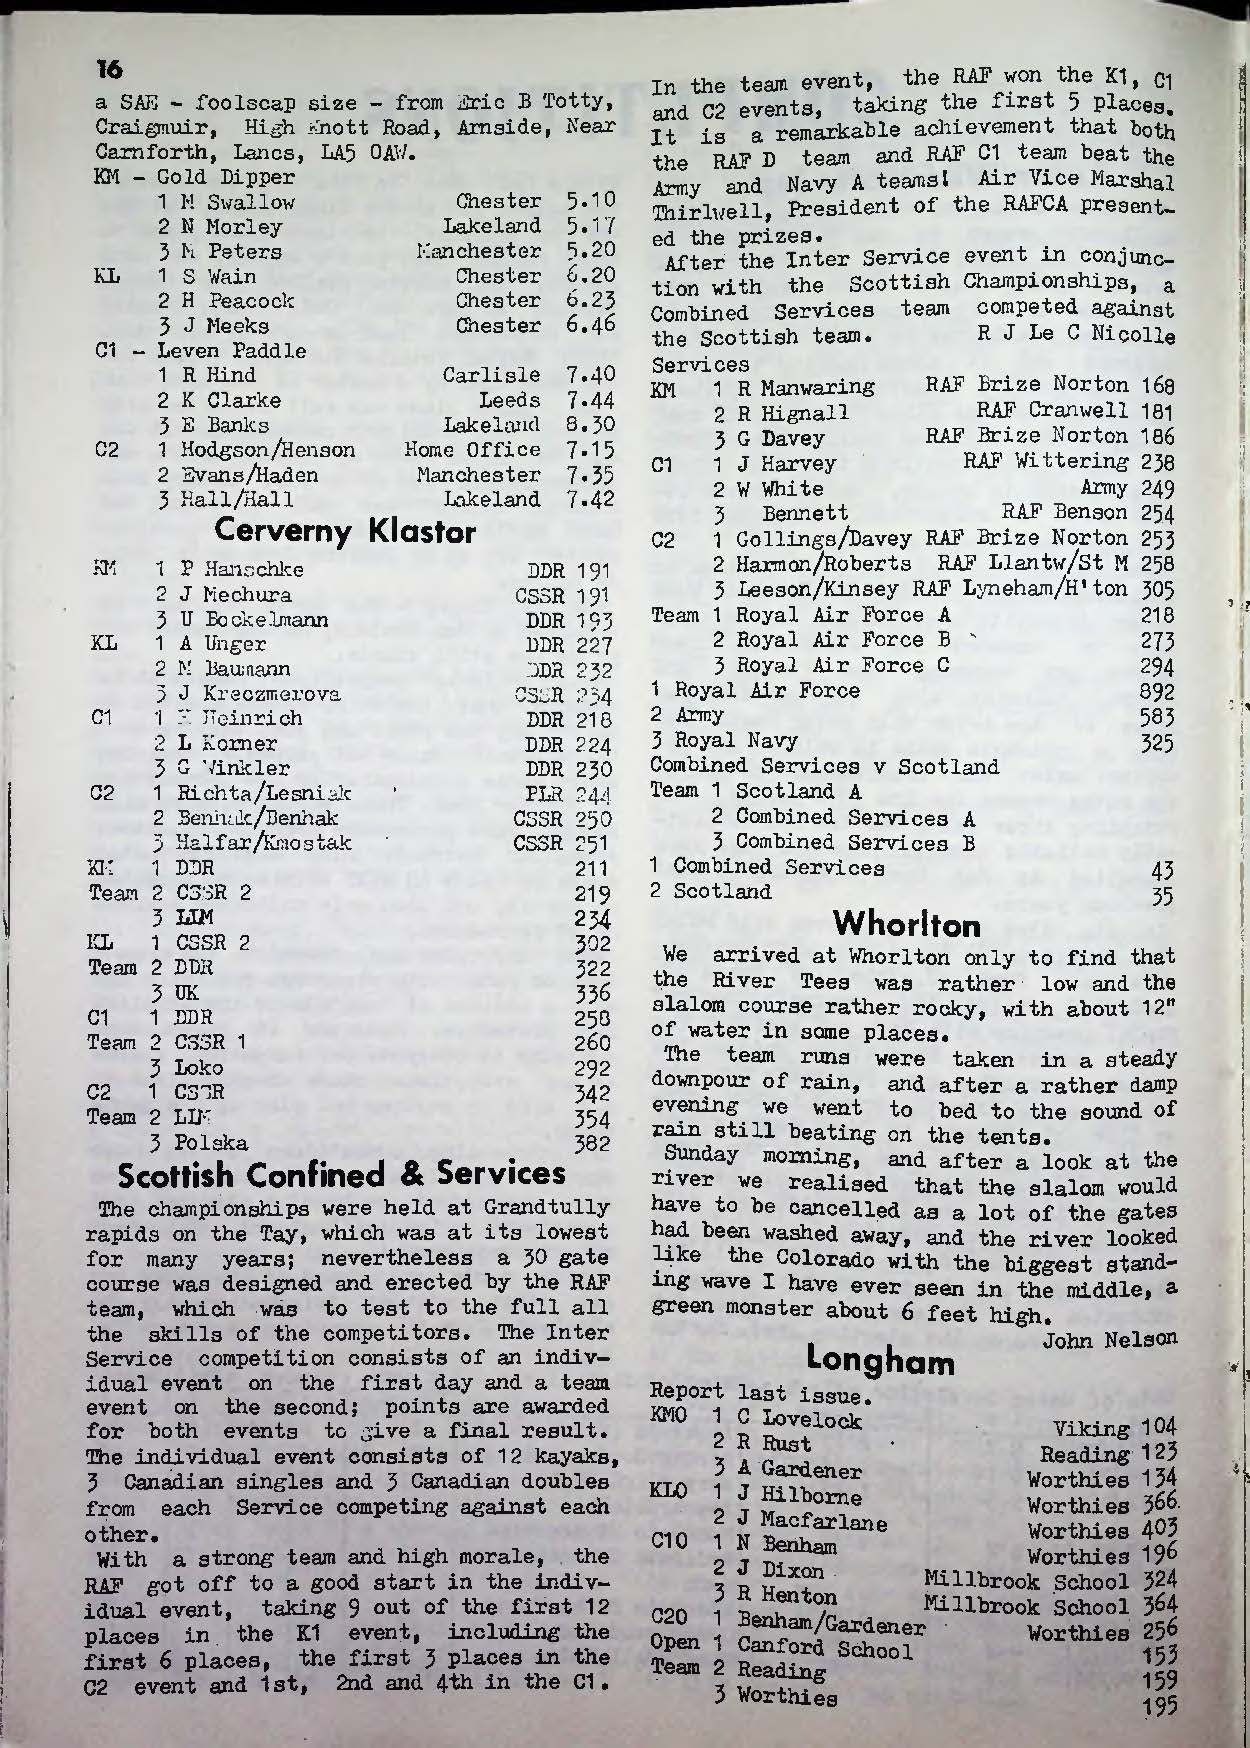 16
a SAE - foolscap size - from Eric B Totty,
Craigmuir, High Knott Road, Arnside, Near
Carnforth, Lancs, LA5 0AW.
KM - Gold Dipper
1 M Swallow Chester 5.10
2 N Morley Lakeland 5.17
3 M Peters Manchester 5.20
KL 1 S Wain Chester 6.20
2 H Peacock Chester 6.23
3 J Meeks Chester 6.46
C1 - Leven Paddle
1 R Hind Carlisle 7.40
2 K Clarke Leeds 7.44
3 E Banks Lakeland 8.30
C2 1 Hodgson/Henson Home Office 7.15
2 Evans/Haden Manchester 7.35
3 Hall/Hall Lakeland 7.42
Cerverny Klastor
KM 1 P Hanschke DDR 191
2 J Mechura CSSR 191
3 U Bockelmann DDR 193
KL 1 A Unger DDR 227
2 M Baumann DDR 232
3 J Kreczmerova CSSR 234
C1 1 Heinrich DDR 218
2 L Korner DDR 224
3 G Winkler DDR 230
C2 1 Richta/Lesniak PLR 244
2 Benhak/Benhak CSSR 250
3 Halfar/Kmostak CSSR 251
KM 1 DDR 211
Team 2 CSSR 2 219
3 LIM 234
KL 1 CSSR 2 302
Team 2 DDR 322
3 UK 336
C1 1 DDR 258
Team 2 CSSR 1 260
3 Loko 292
C2 1 CSSR 342
Team 2 LIM 354
3 Polska 382
Scottish Confined & Services
The championships were held at Grandtully
rapids on the Tay, which was at its lowest
for many years; nevertheless a 30 gate
course was designed and erected by the RAF
team, which was to test to the full all
the skills of the competitors. The Inter
Service competition consists of an indiv-
idual event on the first day and a team
event on the second; points are awarded
for both events to give a final result.
The individual event consists of 12 kayaks,
3 Canadian singles and 3 Canadian doubles
from each Service competing against each
other.
With a strong team and high morale, the
RAF got off to a good start in the indiv-
idual event, taking 9 out of the first 12
places in the K1 event, including the
first 6 places, the first 3 places in the
C2 event and 1st, 2nd and 4th in the C1.
In the team event, the RAF won the K1, C1
and C2 events, taking the first 5 places.
It is a remarkable achievement that both
the RAF D team and RAF C1 team beat the
Army and Navy A teams! Air Vice Marshal
Thirlwell, President of the RAFCA present-
ed the prizes.
After the Inter Service event in conjunc-
tion with the Scottish Championships, a
Combined Services team competed against
the Scottish team. R J Le C Nicolle
Services
KM 1 R Manwaring RAF Brize Norton 168
2 R Hignall RAF Cranwell 181
3 G Davey RAF Brize Norton 186
C1 1 J Harvey RAF Wittering 238
2 W White Army 249
3 Bennett RAF Benson 254
C2 1 Gollings/Davey RAF Brize Norton 253
2 Harmon/Roberts RAF Llantw/St M 258
3 Leeson/Kinsey RAF Lyneham/H'ton 305
Team 1 Royal Air Force A 218
2 Royal Air Force B 273
3 Royal Air Force C 294
1 Royal Air Force 892
2 Army 583
3 Royal Navy 325
Combined Services v Scotland
Team 1 Scotland A
2 Combined Services A
3 Combined Services B
1 Combined Services 43
2 Scotland 35
Whorlton
We arrived at Whorlton only to find that
the River Tees was rather low and the
slalom course rather rocky, with about 12"
of water in some places.
The team runs were taken in a steady
downpour of rain, and after a rather damp
evening we went to bed to the sound of
rain still beating on the tents.
Sunday morning, and after a look at the
river we realised that the slalom would
have to be cancelled as a lot of the gates
had been washed away, and the river looked
like the Colorado with the biggest stand-
ing wave I have ever seen in the middle, a
green monster about 6 feet high.
John Nelson
Longham
Report last issue.
KMO 1 C Lovelock Viking 104
2 R Rust Reading 123
3 A Gardener Worthies 134
KLO 1 J Hilborne Worthies 366
2 J Macfarlane Worthies 403
C1O 1 N Benham Worthies 196
2 J Dixon Millbrook School 324
3 R Henton Millbrook School 364
C2O 1 Benham/Gardener Worthies 256
Open 1 Canford School 153
Team 2 Reading 159
3 Worthies 195